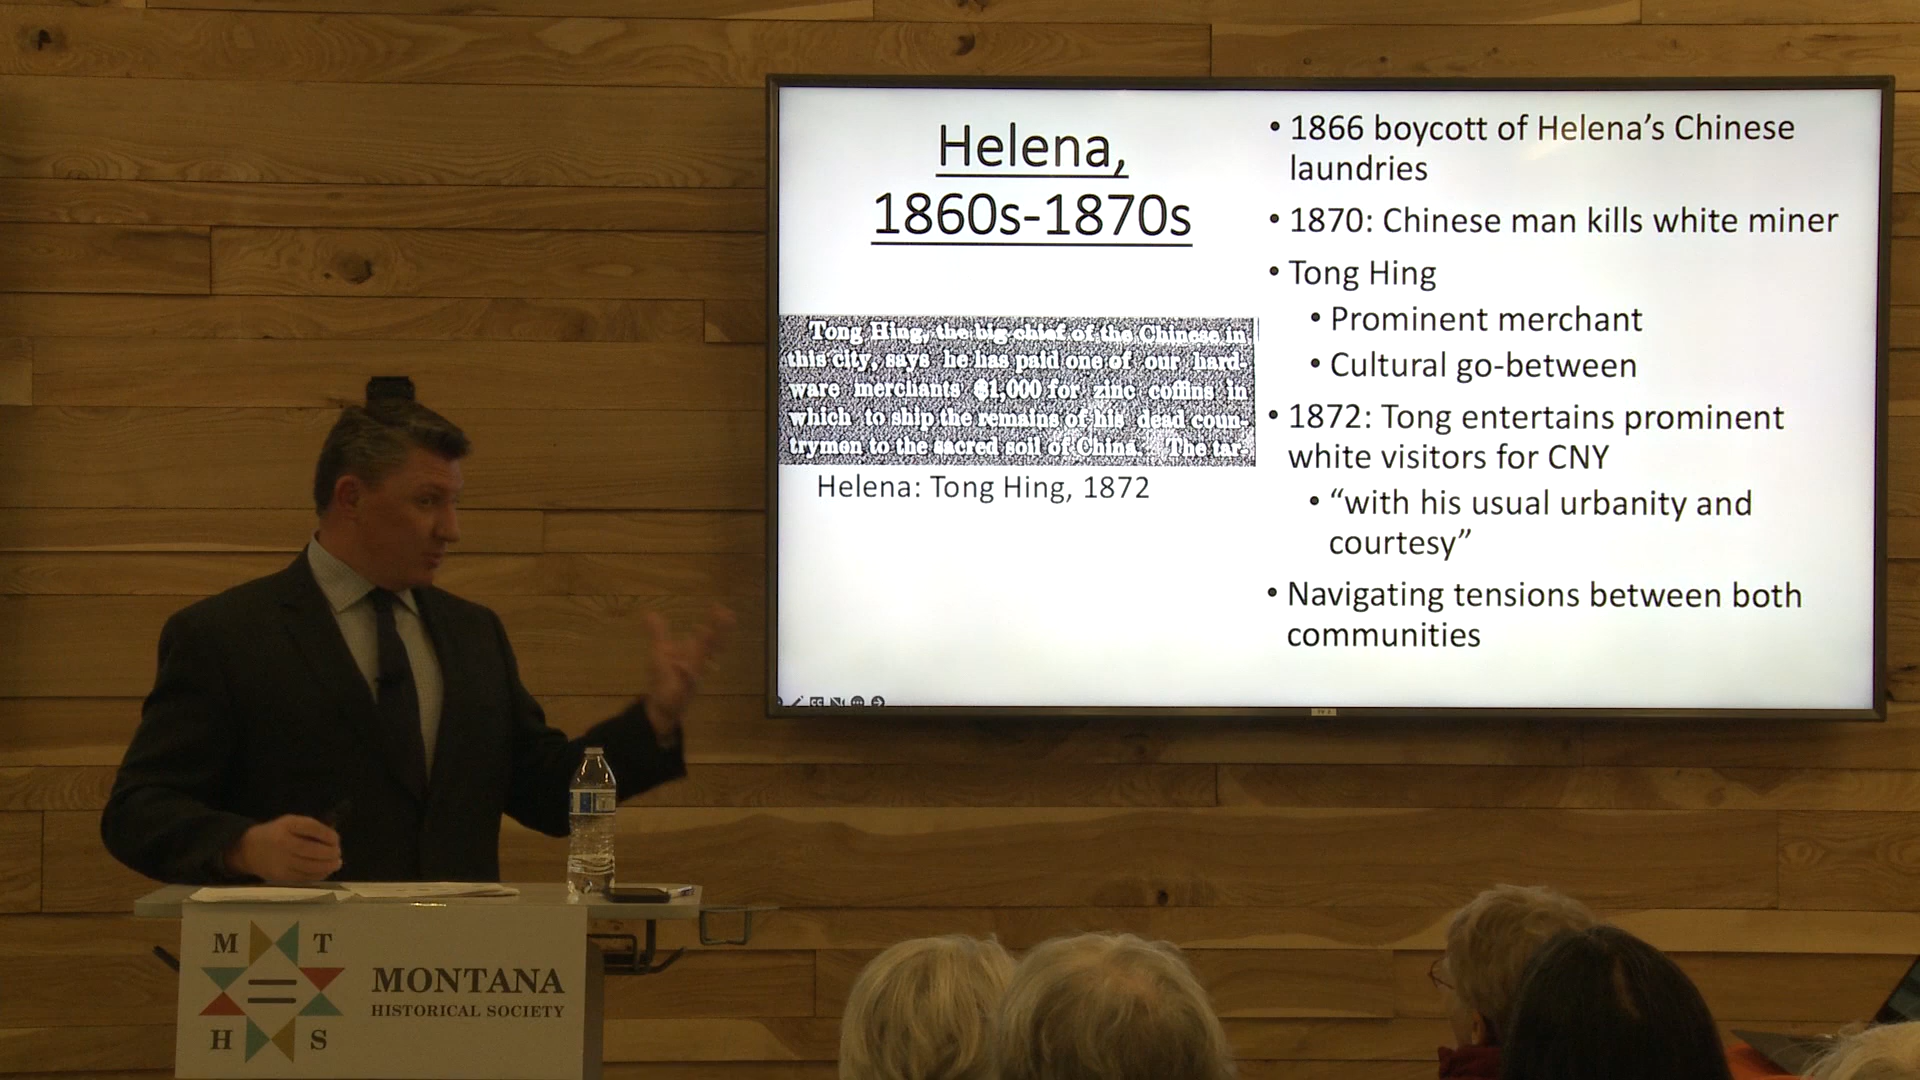 Helena,
1860s-1870s
Tong Hing, the big chief of the Chinese in
this city, says he has paid one of our hard-
ware merchants $1,000 for zinc coffins in
which to ship the remains of his dead coun-
trymen to the sacred soil of China. The tar-
Helena: Tong Hing, 1872
• 1866 boycott of Helena’s Chinese
laundries
• 1870: Chinese man kills white miner
• Tong Hing
• Prominent merchant
• Cultural go-between
• 1872: Tong entertains prominent
white visitors for CNY
• “with his usual urbanity and
courtesy”
• Navigating tensions between both
communities
M T
H S
MONTANA
HISTORICAL SOCIETY